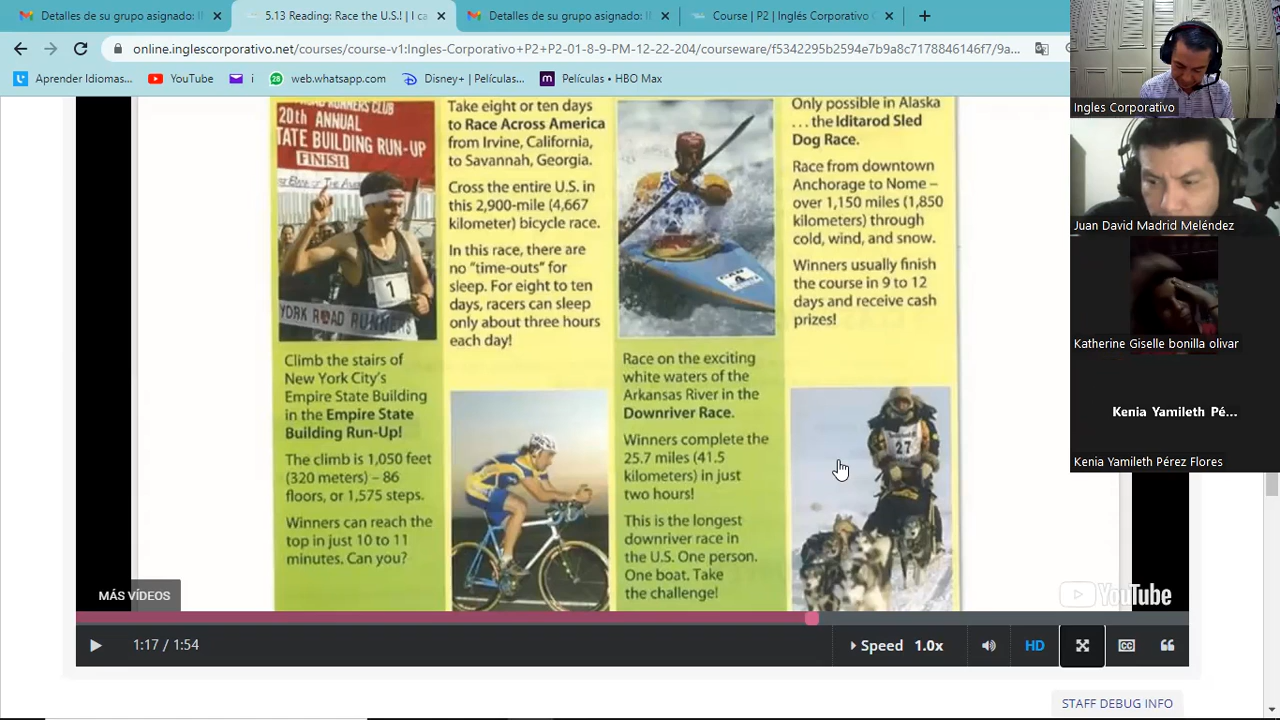 Detalles de su grupo asignado: I
5.13 Reading: Race the U.S.! | I ca
Detalles de su grupo asignado: I
Course | P2 | Inglés Corporativo
online.inglescorporativo.net/courses/course-v1:Ingles-Corporativo+P2+P2-01-8-9-PM-12-22-204/courseware/f5342295b2594e7b9a8c7178846146f7/9a...
Aprender Idiomas...
YouTube
i
web.whatsapp.com
Disney+ | Películas...
Películas • HBO Max
ROAD RUNNERS CLUB
20th ANNUAL
TATE BUILDING RUN-UP
FINISH
1
YORK ROAD RUNNERS
Climb the stairs of
New York City's
Empire State Building
in the Empire State
Building Run-Up!
The climb is 1,050 feet
(320 meters) – 86
floors, or 1,575 steps.
Winners can reach the
top in just 10 to 11
minutes. Can you?
Take eight or ten days
to Race Across America
from Irvine, California,
to Savannah, Georgia.
Cross the entire U.S. in
this 2,900-mile (4,667
kilometer) bicycle race.
In this race, there are
no "time-outs" for
sleep. For eight to ten
days, racers can sleep
only about three hours
each day!
Race on the exciting
white waters of the
Arkansas River in the
Downriver Race.
Winners complete the
25.7 miles (41.5
kilometers) in just
two hours!
This is the longest
downriver race in
the U.S. One person.
One boat. Take
the challenge!
Only possible in Alaska
. . . the Iditarod Sled
Dog Race.
Race from downtown
Anchorage to Nome –
over 1,150 miles (1,850
kilometers) through
cold, wind, and snow.
Winners usually finish
the course in 9 to 12
days and receive cash
prizes!
27
MÁS VÍDEOS
YouTube
1:17 / 1:54
Speed 1.0x
HD
CC
STAFF DEBUG INFO
Ingles Corporativo
Juan David Madrid Meléndez
Katherine Giselle bonilla olivar
Kenia Yamileth Pé...
Kenia Yamileth Pérez Flores